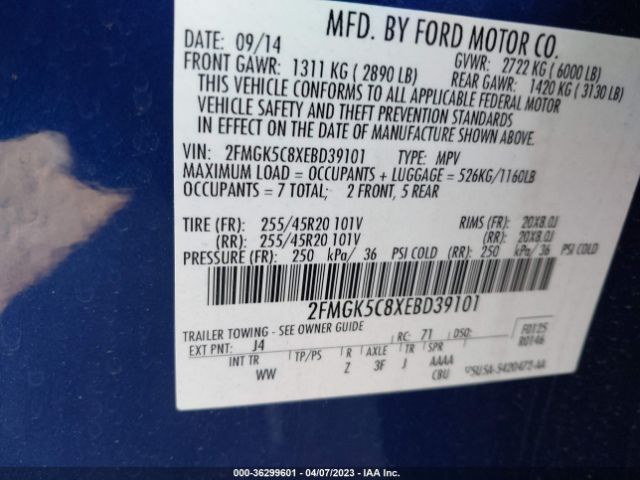 MFD. BY FORD MOTOR CO.
DATE: 09/14 GVWR: 2722 KG ( 6000 LB)
FRONT GAWR: 1311 KG ( 2890 LB) REAR GAWR: 1420 KG ( 3130 LB)
THIS VEHICLE CONFORMS TO ALL APPLICABLE FEDERAL MOTOR
VEHICLE SAFETY AND THEFT PREVENTION STANDARDS
IN EFFECT ON THE DATE OF MANUFACTURE SHOWN ABOVE.
VIN: 2FMGK5C8XEBD39101 TYPE: MPV
MAXIMUM LOAD = OCCUPANTS + LUGGAGE = 526KG/1160LB
OCCUPANTS = 7 TOTAL; 2 FRONT, 5 REAR
TIRE (FR): 255/45R20 101V RIMS (FR): 20X8.0J
(RR): 255/45R20 101V (RR): 20X8.0J
PRESSURE (FR): 250 kPa/ 36 PSI COLD (RR): 250 kPa/ 36 PSI COLD
2FMGK5C8XEBD39101
TRAILER TOWING - SEE OWNER GUIDE
EXT PNT: J4 RC: 71 DSO: F0125
R0146
INT TR TP/PS R AXLE TR SPR
WW Z 3F J AAAA
CBU
000-36299601 - 04/07/2023 - IAA Inc.